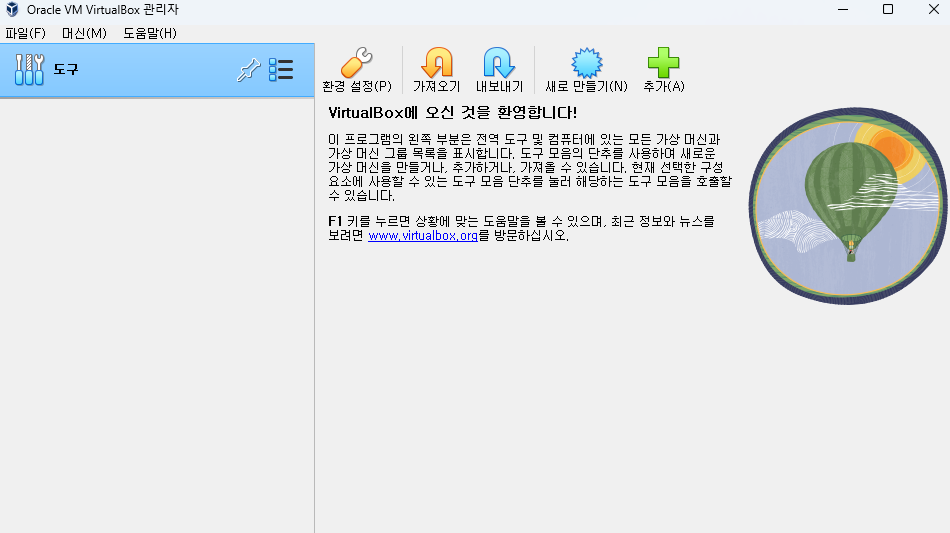 Oracle VM VirtualBox 관리자
파일(F) 머신(M) 도움말(H)
도구
환경 설정(P) 가져오기 내보내기 새로 만들기(N) 추가(A)
VirtualBox에 오신 것을 환영합니다!
이 프로그램의 왼쪽 부분은 전역 도구 및 컴퓨터에 있는 모든 가상 머신과
가상 머신 그룹 목록을 표시합니다. 도구 모음의 단추를 사용하여 새로운
가상 머신을 만들거나, 추가하거나, 가져올 수 있습니다. 현재 선택한 구성
요소에 사용할 수 있는 도구 모음 단추를 눌러 해당하는 도구 모음을 호출할
수 있습니다.
F1 키를 누르면 상황에 맞는 도움말을 볼 수 있으며, 최근 정보와 뉴스를
보려면 www.virtualbox.org를 방문하십시오.